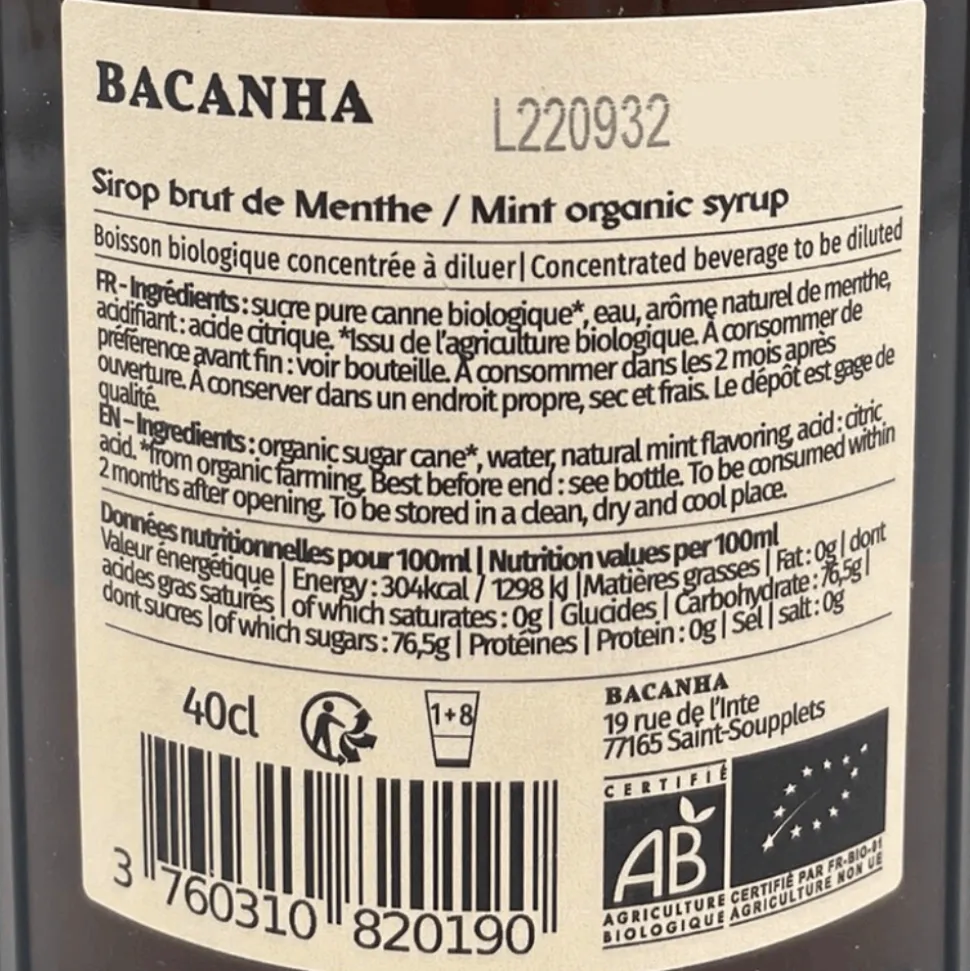 BACANHA
L220932
Sirop brut de Menthe / Mint organic syrup
Boisson biologique concentrée à diluer | Concentrated beverage to be diluted
FR - Ingrédients : sucre pure canne biologique*, eau, arôme naturel de menthe,
acidifiant : acide citrique. *Issu de l'agriculture biologique. À consommer de
préférence avant fin : voir bouteille. À consommer dans les 2 mois après
ouverture. À conserver dans un endroit propre, sec et frais. Le dépôt est gage de
qualité.
EN - Ingredients : organic sugar cane*, water, natural mint flavoring, acid : citric
acid. *from organic farming. Best before end : see bottle. To be consumed within
2 months after opening. To be stored in a clean, dry and cool place.
Données nutritionnelles pour 100ml | Nutrition values per 100ml
Valeur énergétique | Energy : 304kcal / 1298 kJ | Matières grasses | Fat : 0g | dont
acides gras saturés | of which saturates : 0g | Glucides | Carbohydrate : 76,5g |
dont sucres | of which sugars : 76,5g | Protéines | Protein : 0g | Sel | salt : 0g
40cl
1+8
BACANHA
19 rue de l'Inte
77165 Saint-Soupplets
CERTIFIÉ
AB
AGRICULTURE
BIOLOGIQUE
CERTIFIÉ PAR FR-BIO-01
AGRICULTURE NON UE
3 760310 820190